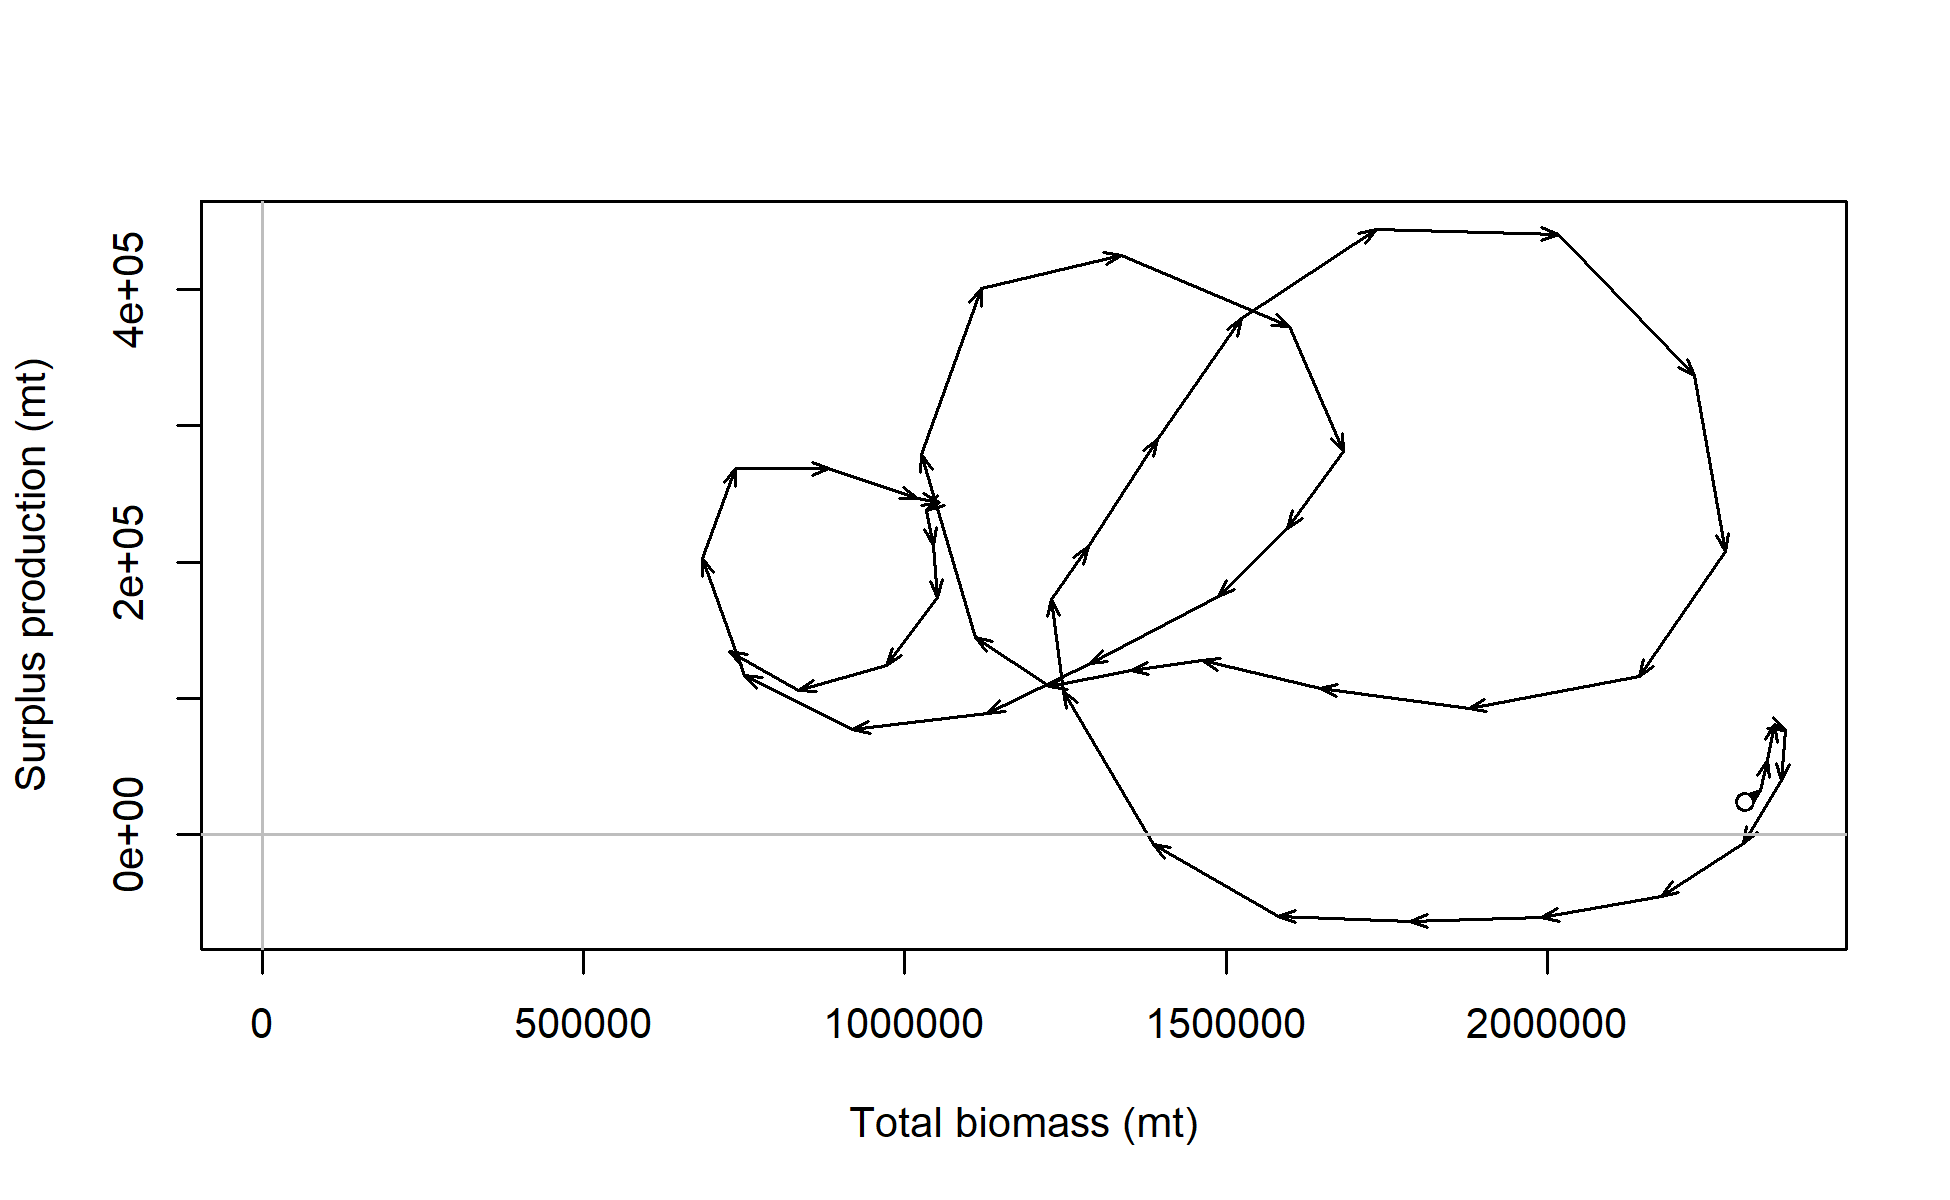 Surplus production (mt)
4e+05
2e+05
0e+00
0 500000 1000000 1500000 2000000
Total biomass (mt)